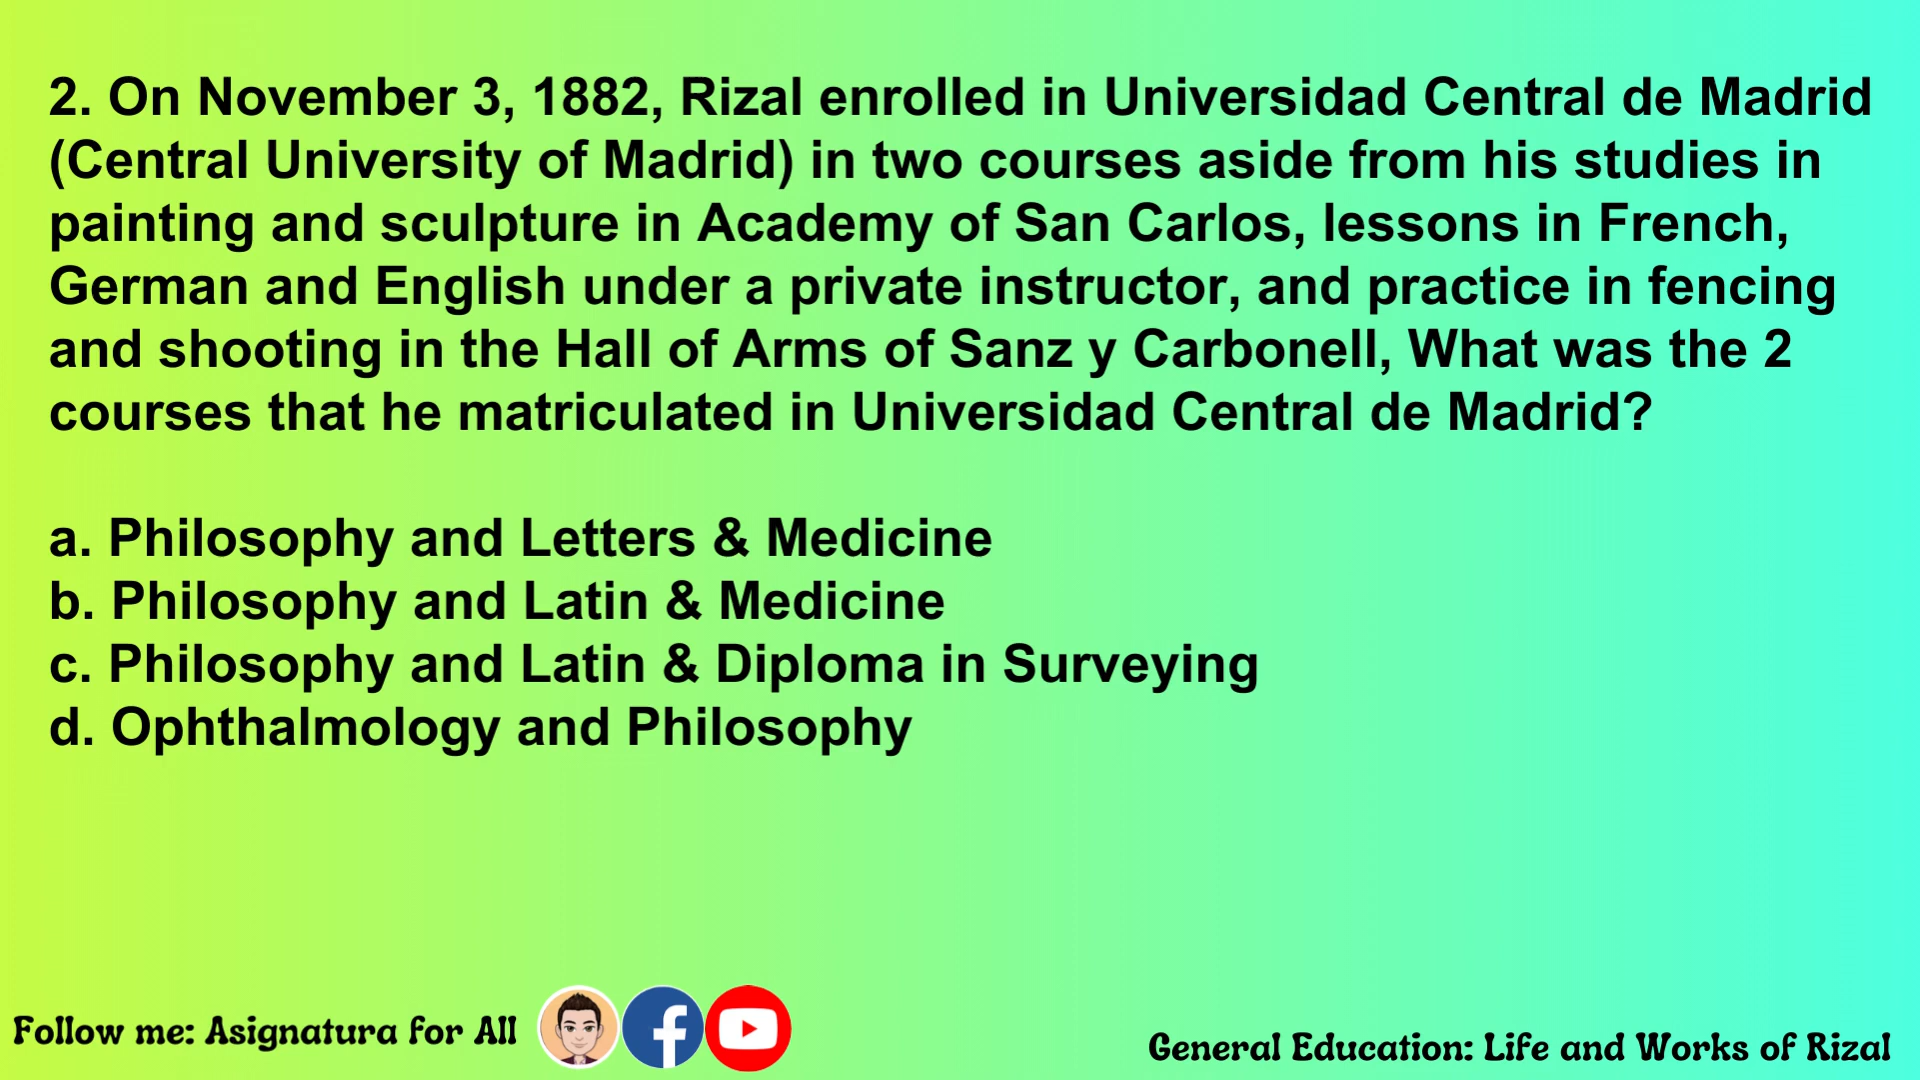 2. On November 3, 1882, Rizal enrolled in Universidad Central de Madrid
(Central University of Madrid) in two courses aside from his studies in
painting and sculpture in Academy of San Carlos, lessons in French,
German and English under a private instructor, and practice in fencing
and shooting in the Hall of Arms of Sanz y Carbonell, What was the 2
courses that he matriculated in Universidad Central de Madrid?
a. Philosophy and Letters & Medicine
b. Philosophy and Latin & Medicine
c. Philosophy and Latin & Diploma in Surveying
d. Ophthalmology and Philosophy
Follow me: Asignatura for All
General Education: Life and Works of Rizal